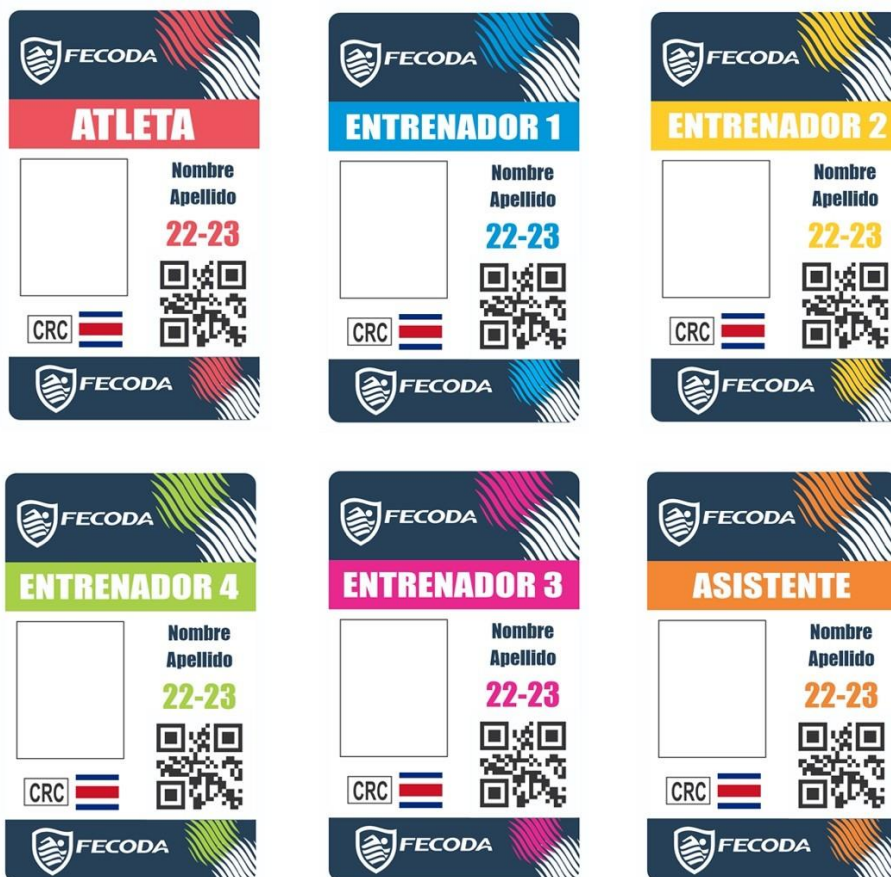 FECODA
ATLETA
Nombre
Apellido
22-23
CRC
FECODA
FECODA
ENTRENADOR 1
Nombre
Apellido
22-23
CRC
FECODA
FECODA
ENTRENADOR 2
Nombre
Apellido
22-23
CRC
FECODA
FECODA
ENTRENADOR 4
Nombre
Apellido
22-23
CRC
FECODA
FECODA
ENTRENADOR 3
Nombre
Apellido
22-23
CRC
FECODA
FECODA
ASISTENTE
Nombre
Apellido
22-23
CRC
FECODA